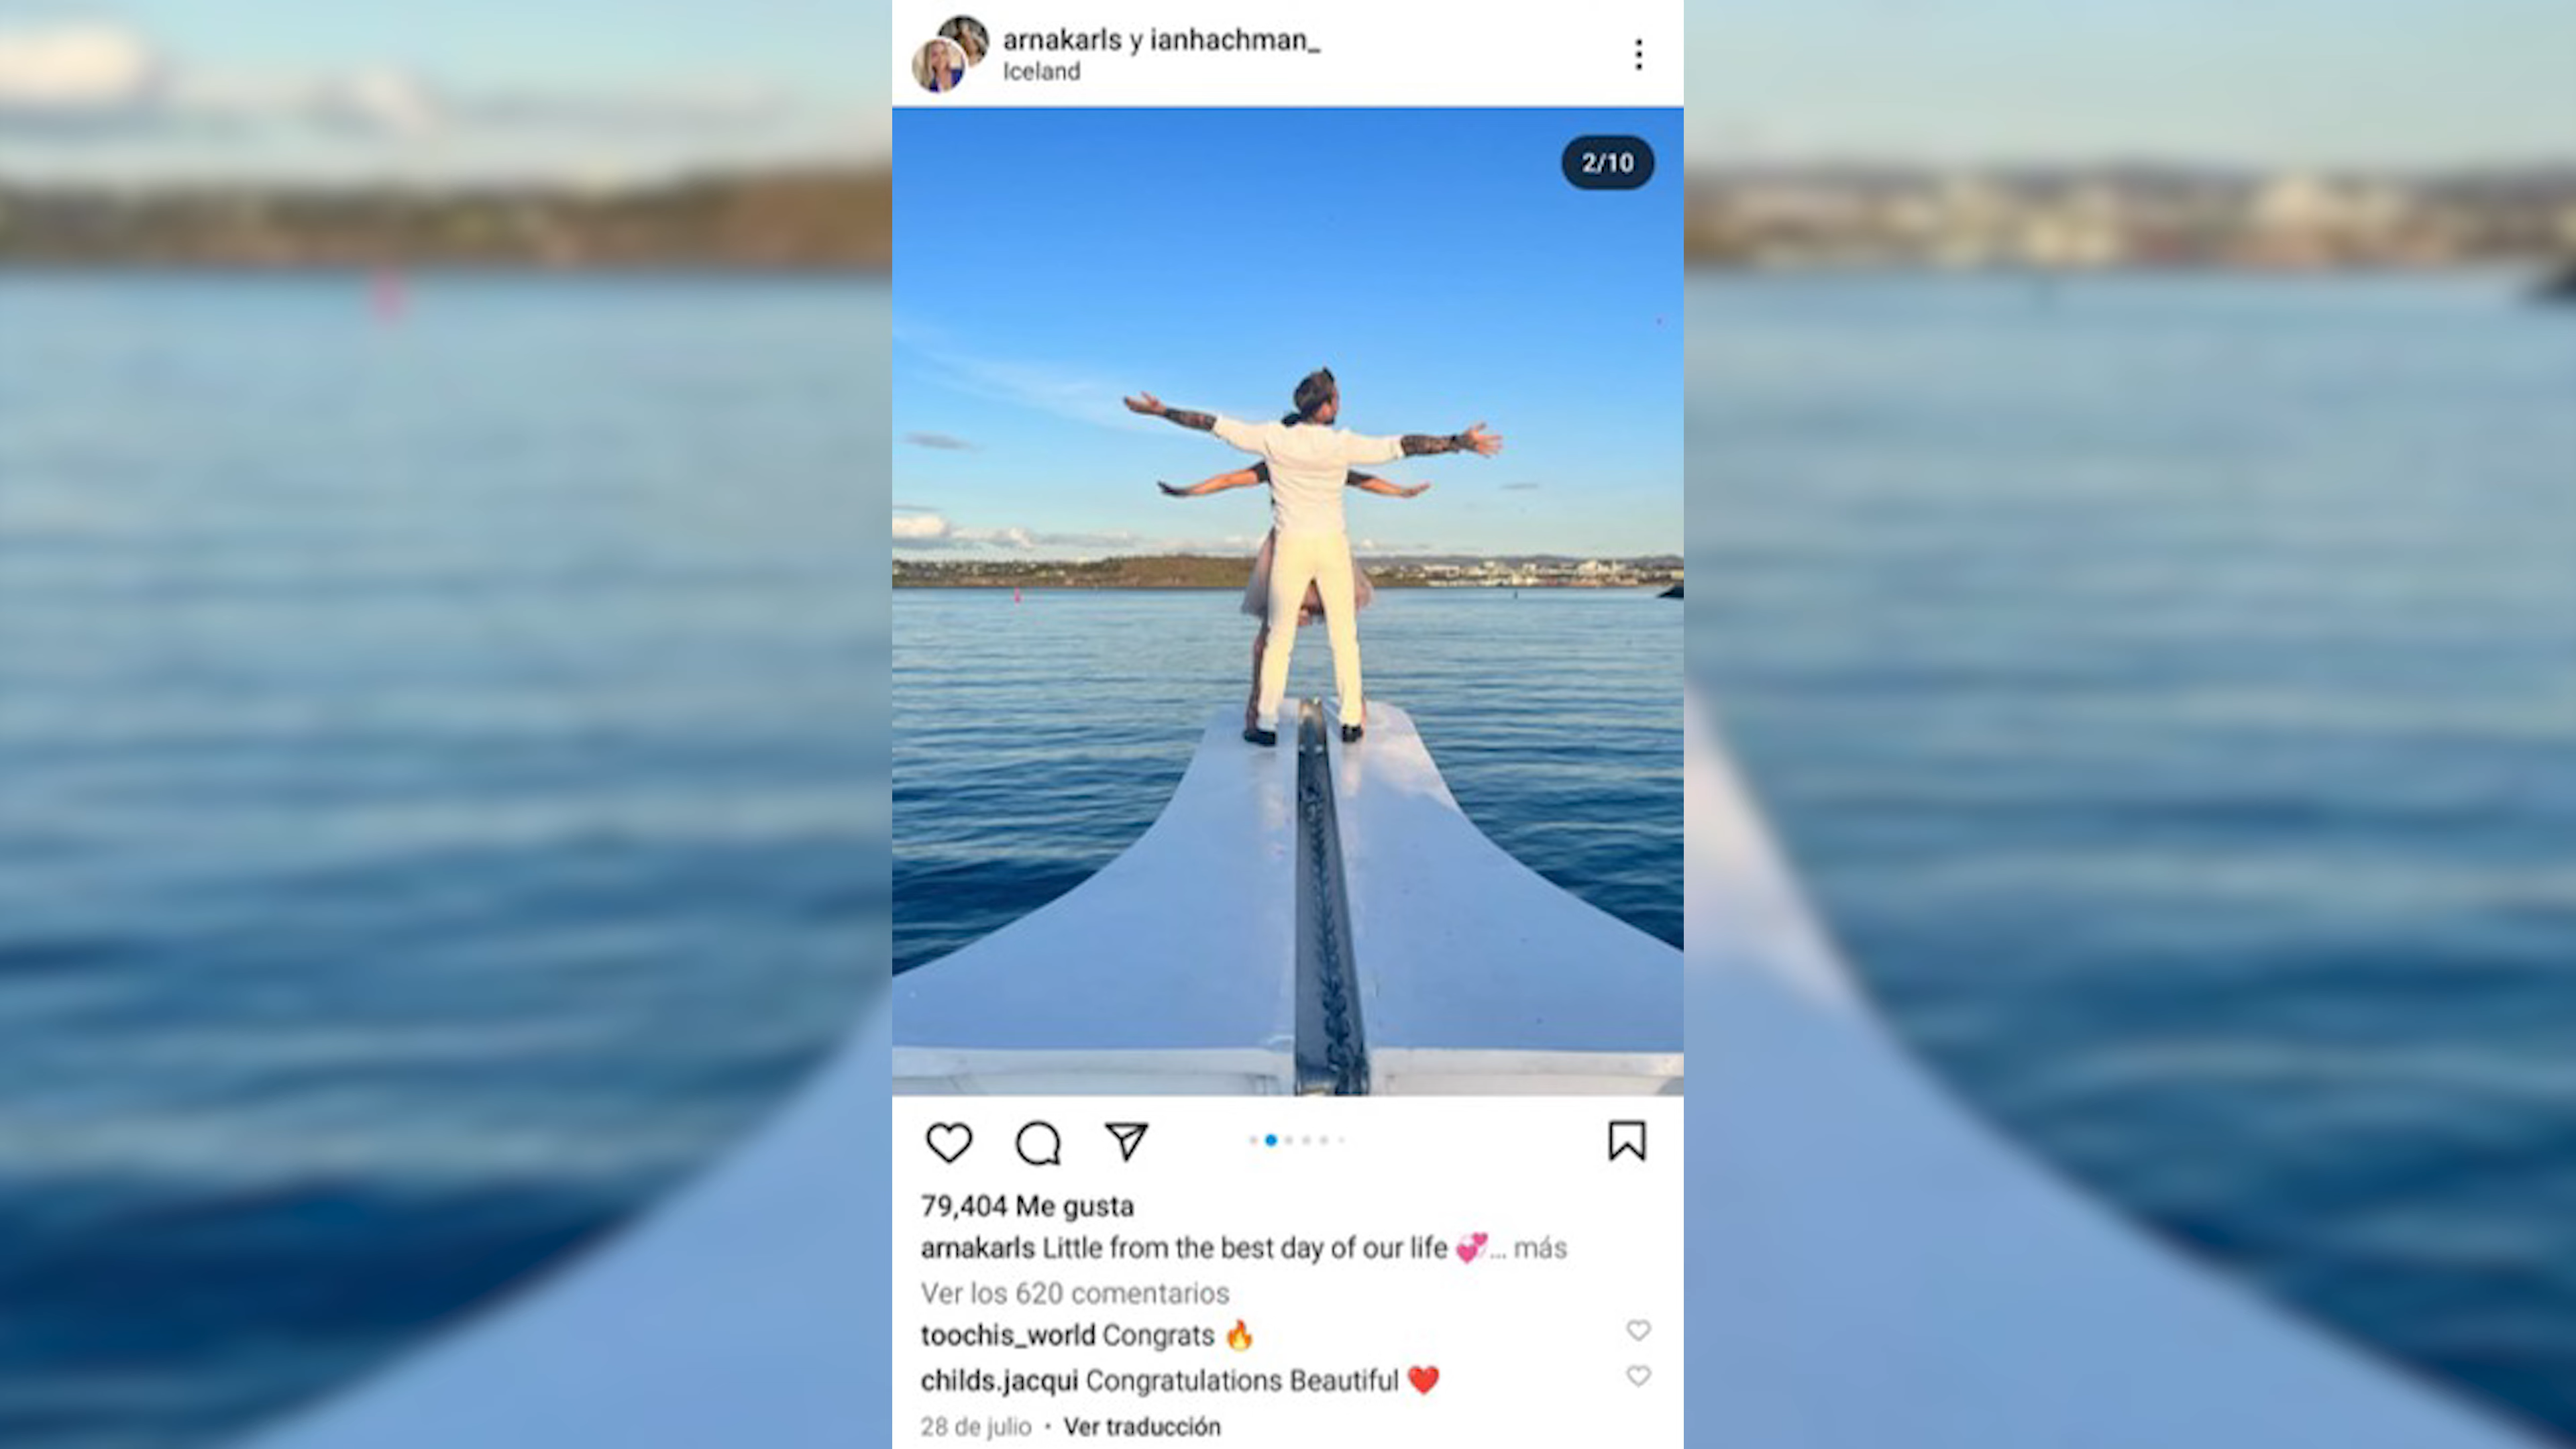 arnakarls y ianhachman_
Iceland
2/10
79,404 Me gusta
arnakarls Little from the best day of our life 💞... más
Ver los 620 comentarios
toochis_world Congrats 🔥
childs.jacqui Congratulations Beautiful ❤️
28 de julio • Ver traducción